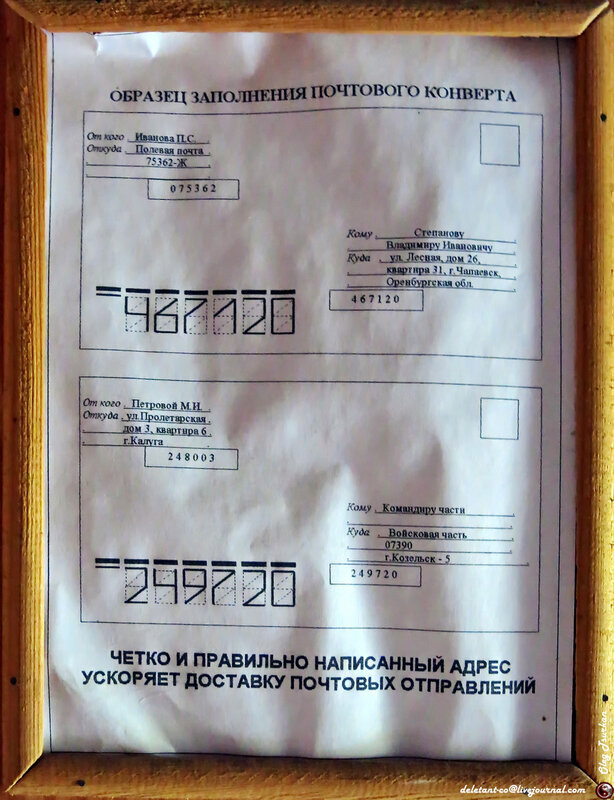 ОБРАЗЕЦ ЗАПОЛНЕНИЯ ПОЧТОВОГО КОНВЕРТА
От кого Иванова П.С.
Откуда Полевая почта
75362-Ж
075362
Кому Степанову
Владимиру Ивановичу
Куда ул. Лесная, дом 26,
квартира 31, г.Чапаевск,
Оренбургская обл.
467120
467120
От кого Петровой М.И.
Откуда ул.Пролетарская
дом 3, квартира 6
г.Калуга
248003
Кому Командиру части
Куда Войсковая часть
07390
г.Козельск - 5
249720
249720
ЧЕТКО И ПРАВИЛЬНО НАПИСАННЫЙ АДРЕС
УСКОРЯЕТ ДОСТАВКУ ПОЧТОВЫХ ОТПРАВЛЕНИЙ
deletant-co@livejournal.com
© Oleg Tsurkan